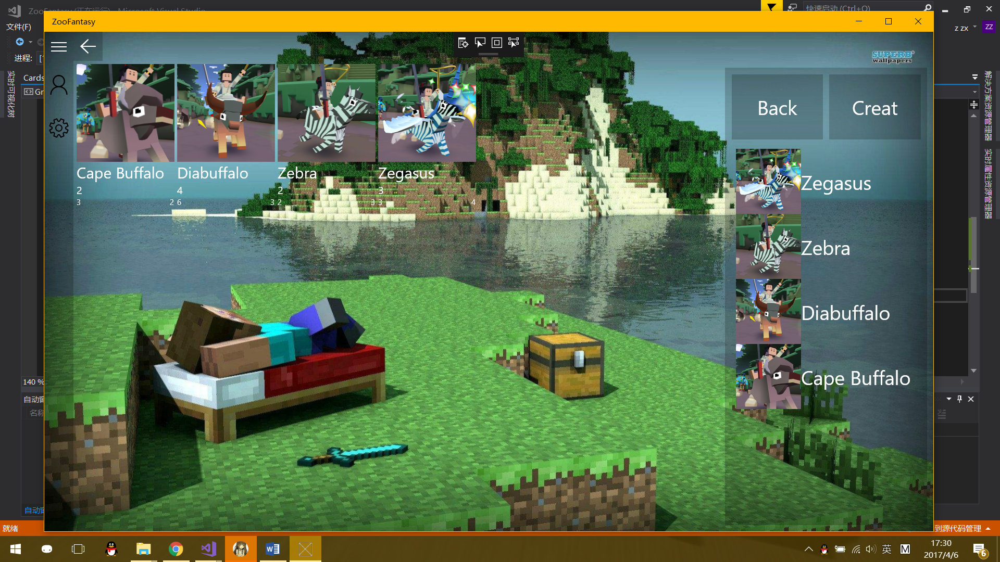 ZooFantasy (正在运行) - Microsoft Visual Studio
快速启动 (Ctrl+Q)
文件(F)
z zx
ZZ
进程:
ZooFantasy
SUPERB
wallpapers
实时可视化树
Cards
Gr
解决方案资源管理器
实时属性资源管理器
Back
Creat
Cape Buffalo
2
3 2
Diabuffalo
4
6 3
Zebra
2
2 3
Zegasus
3
3 4
Zegasus
Zebra
Diabuffalo
Cape Buffalo
140 %
自动窗
名称
自动窗
就绪
到源代码管理
英
M
17:30
2017/4/6
6